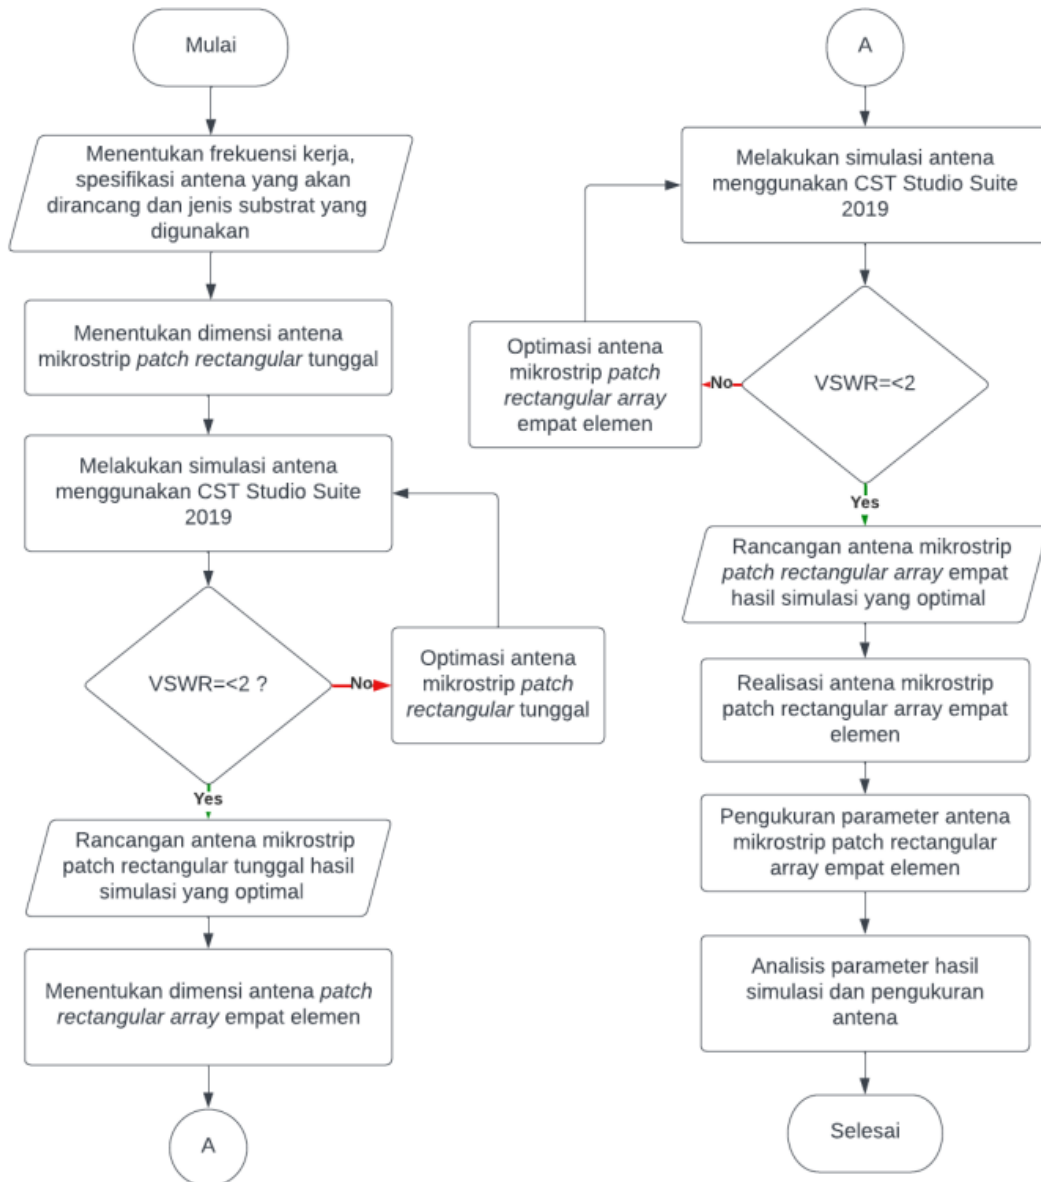 Mulai
Menentukan frekuensi kerja,
spesifikasi antena yang akan
dirancang dan jenis substrat yang
digunakan
Menentukan dimensi antena
mikrostrip patch rectangular tunggal
Melakukan simulasi antena
menggunakan CST Studio Suite
2019
VSWR=<2 ?
No
Optimasi antena
mikrostrip patch
rectangular tunggal
Yes
Rancangan antena mikrostrip
patch rectangular tunggal hasil
simulasi yang optimal
Menentukan dimensi antena patch
rectangular array empat elemen
A
A
Melakukan simulasi antena
menggunakan CST Studio Suite
2019
VSWR=<2
No
Optimasi antena
mikrostrip patch
rectangular array
empat elemen
Yes
Rancangan antena mikrostrip
patch rectangular array empat
hasil simulasi yang optimal
Realisasi antena mikrostrip
patch rectangular array empat
elemen
Pengukuran parameter antena
mikrostrip patch rectangular
array empat elemen
Analisis parameter hasil
simulasi dan pengukuran
antena
Selesai